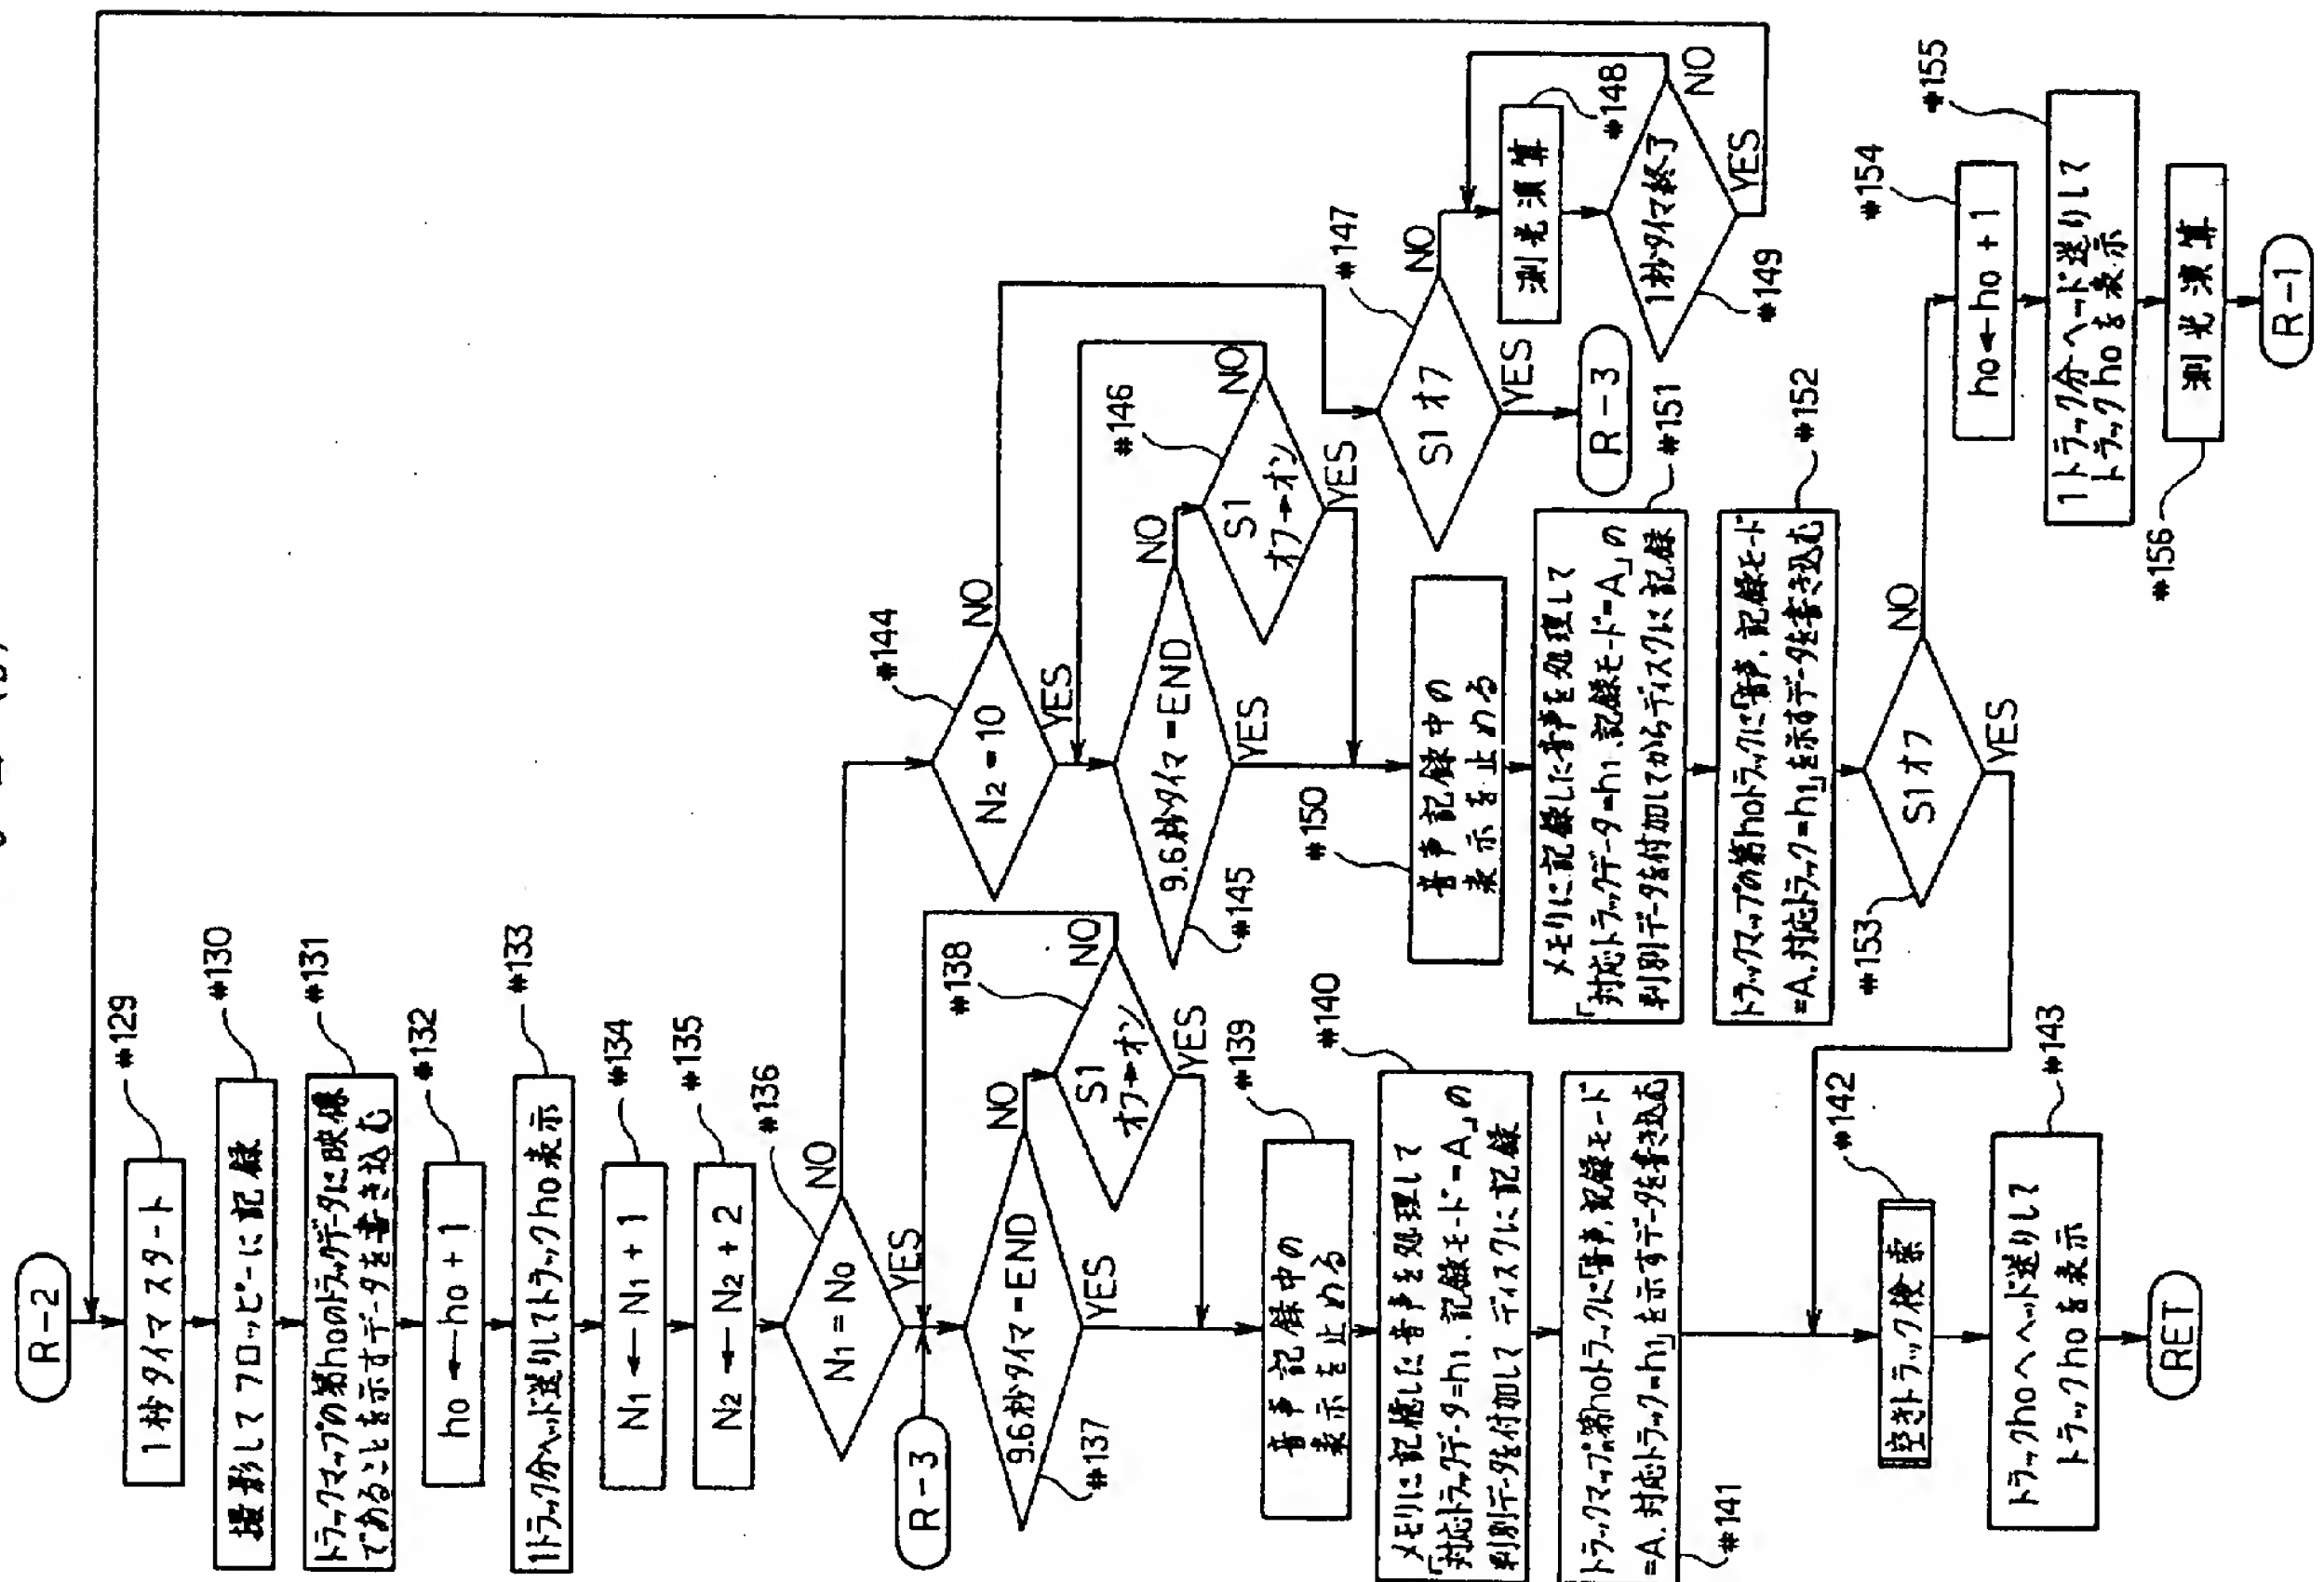 R-2
1秒タイマスタート
#129
撮影してフロッピーに記録
#130
トラックマップの第hoのトラックデータに映像
であることを示すデータを書き込む
#131
ho←ho+1
#132
1トラック分ヘッド送りしてトラックho表示
#133
N1←N1+1
#134
N2←N2+2
#135
N1=No
#136
NO
YES
R-3
9.6秒タイマ=END
#137
NO
YES
S1
オフ→オン
#138
NO
YES
音声記録中の
表示を止める
#139
メモリに記憶した音声を処理して
「対応トラックデータ=h1、記録モード=A」の
判別データを付加してディスクに記録
#140
トラックマップの第hoトラックに「音声、記録モード
=A、対応トラック=h1」を示すデータを書き込む
#141
空きトラック検索
#142
トラックhoへヘッド送りして
トラックhoを表示
#143
RET
N2=10
#144
NO
YES
9.6秒タイマ=END
#145
NO
YES
S1
オフ→オン
#146
NO
YES
S1オフ
#147
NO
YES
R-3
測光演算
#148
1秒タイマ終了
#149
NO
YES
音声記録中の
表示を止める
#150
メモリに記録した音声を処理して
「対応トラックデータ=h1、記録モード=A」の
判別データを付加してからディスクに記録
#151
トラックマップの第hoトラックに「音声、記録モード
=A、対応トラック=h1」を示すデータを書き込む
#152
S1オフ
#153
NO
YES
ho←ho+1
#154
1トラック分ヘード送りして
トラックhoを表示
#155
測光演算
#156
R-1